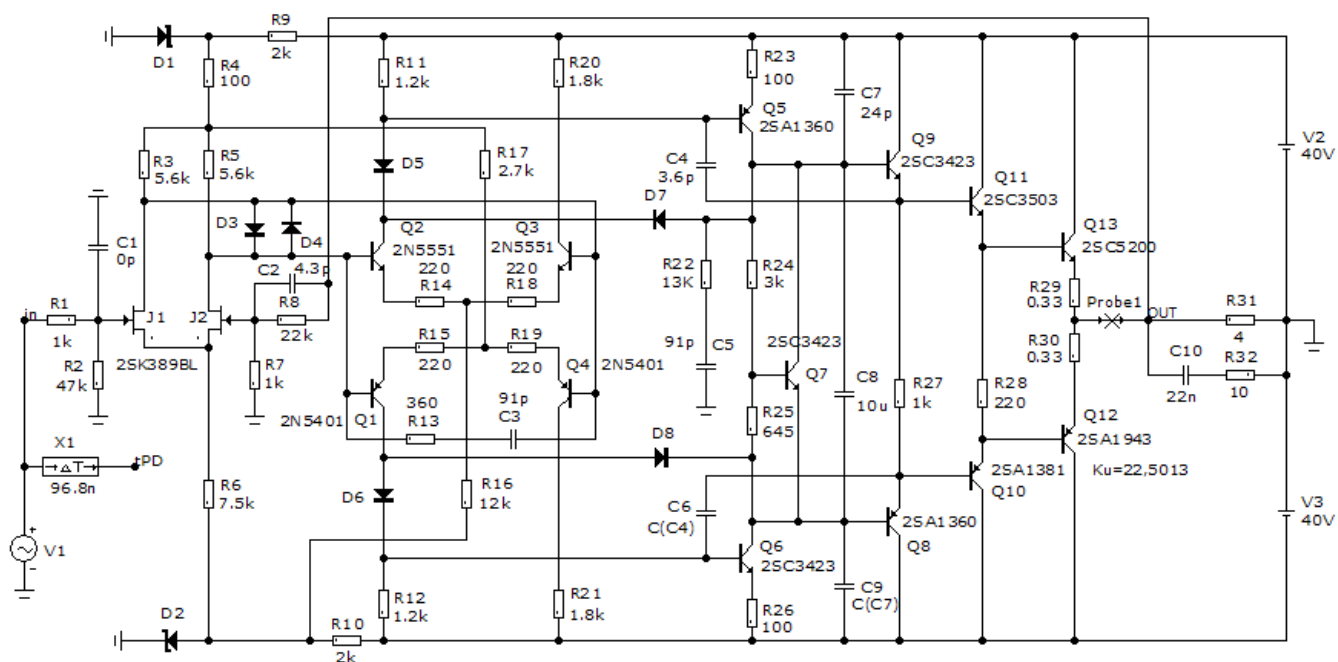 R9
2k
D1
R4
100
R11
1.2k
R20
1.8k
R23
100
C7
24p
Q5
2SA1360
V2
40V
R3
5.6k
R5
5.6k
R17
2.7k
D5
C4
3.6p
Q9
2SC3423
Q11
2SC3503
D7
C1
0p
D3
D4
Q2
2N5551
Q3
2N5551
Q13
2SC5200
C2
4.3p
220
R14
220
R18
R22
13K
R24
3k
R29
0.33
Probe1
OUT
R31
4
in
R1
1k
J1
J2
R8
22k
2SK389BL
R2
47k
R7
1k
R15
220
R19
220
Q4
2N5401
91p
C5
2SC3423
Q7
R30
0.33
C10
22n
R32
10
C8
10u
R27
1k
R28
220
2N5401
Q1
360
R13
91p
C3
R25
645
Q12
2SA1943
Ku=22,5013
X1
ΔT
tPD
96.8n
D8
D6
R16
12k
R6
7.5k
C6
C(C4)
2SA1381
Q10
2SA1360
Q8
V3
40V
+
V1
-
Q6
2SC3423
R12
1.2k
R21
1.8k
C9
C(C7)
R26
100
D2
R10
2k